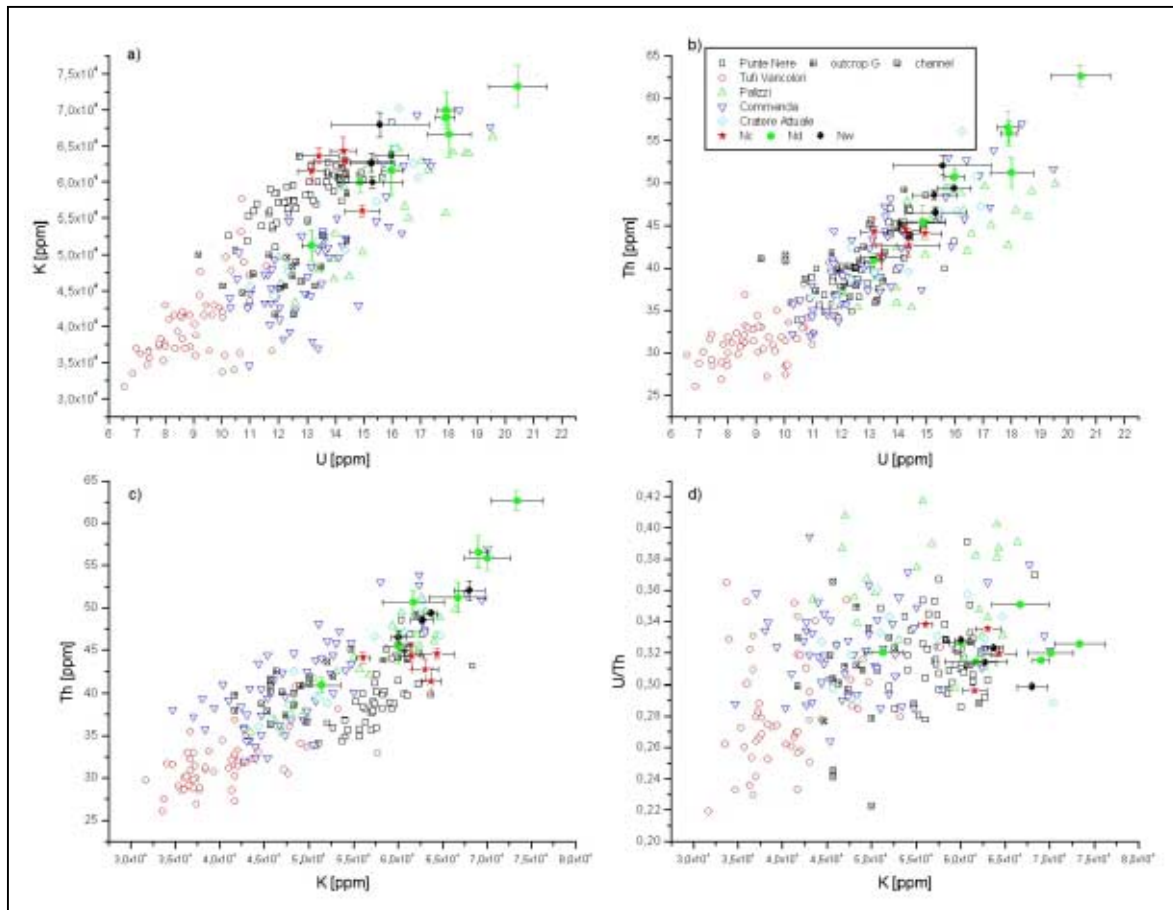 a)
7,5x10⁴
7,0x10⁴
6,5x10⁴
6,0x10⁴
5,5x10⁴
5,0x10⁴
4,5x10⁴
4,0x10⁴
3,5x10⁴
3,0x10⁴
K [ppm]
6 7 8 9 10 11 12 13 14 15 16 17 18 19 20 21 22
U [ppm]
b)
Punte Nere outcrop G channel
Tufi Varicolori
Palizzi
Commenda
Cratere Attuale
Nc Nd Nw
65
60
55
50
45
40
35
30
25
Th [ppm]
6 7 8 9 10 11 12 13 14 15 16 17 18 19 20 21 22
U [ppm]
c)
65
60
55
50
45
40
35
30
25
Th [ppm]
3,0x10⁴ 3,5x10⁴ 4,0x10⁴ 4,5x10⁴ 5,0x10⁴ 5,5x10⁴ 6,0x10⁴ 6,5x10⁴ 7,0x10⁴ 7,5x10⁴ 8,0x10⁴
K [ppm]
d)
0,42
0,40
0,38
0,36
0,34
0,32
0,30
0,28
0,26
0,24
0,22
0,20
U/Th
3,0x10⁴ 3,5x10⁴ 4,0x10⁴ 4,5x10⁴ 5,0x10⁴ 5,5x10⁴ 6,0x10⁴ 6,5x10⁴ 7,0x10⁴ 7,5x10⁴ 8,0x10⁴
K [ppm]